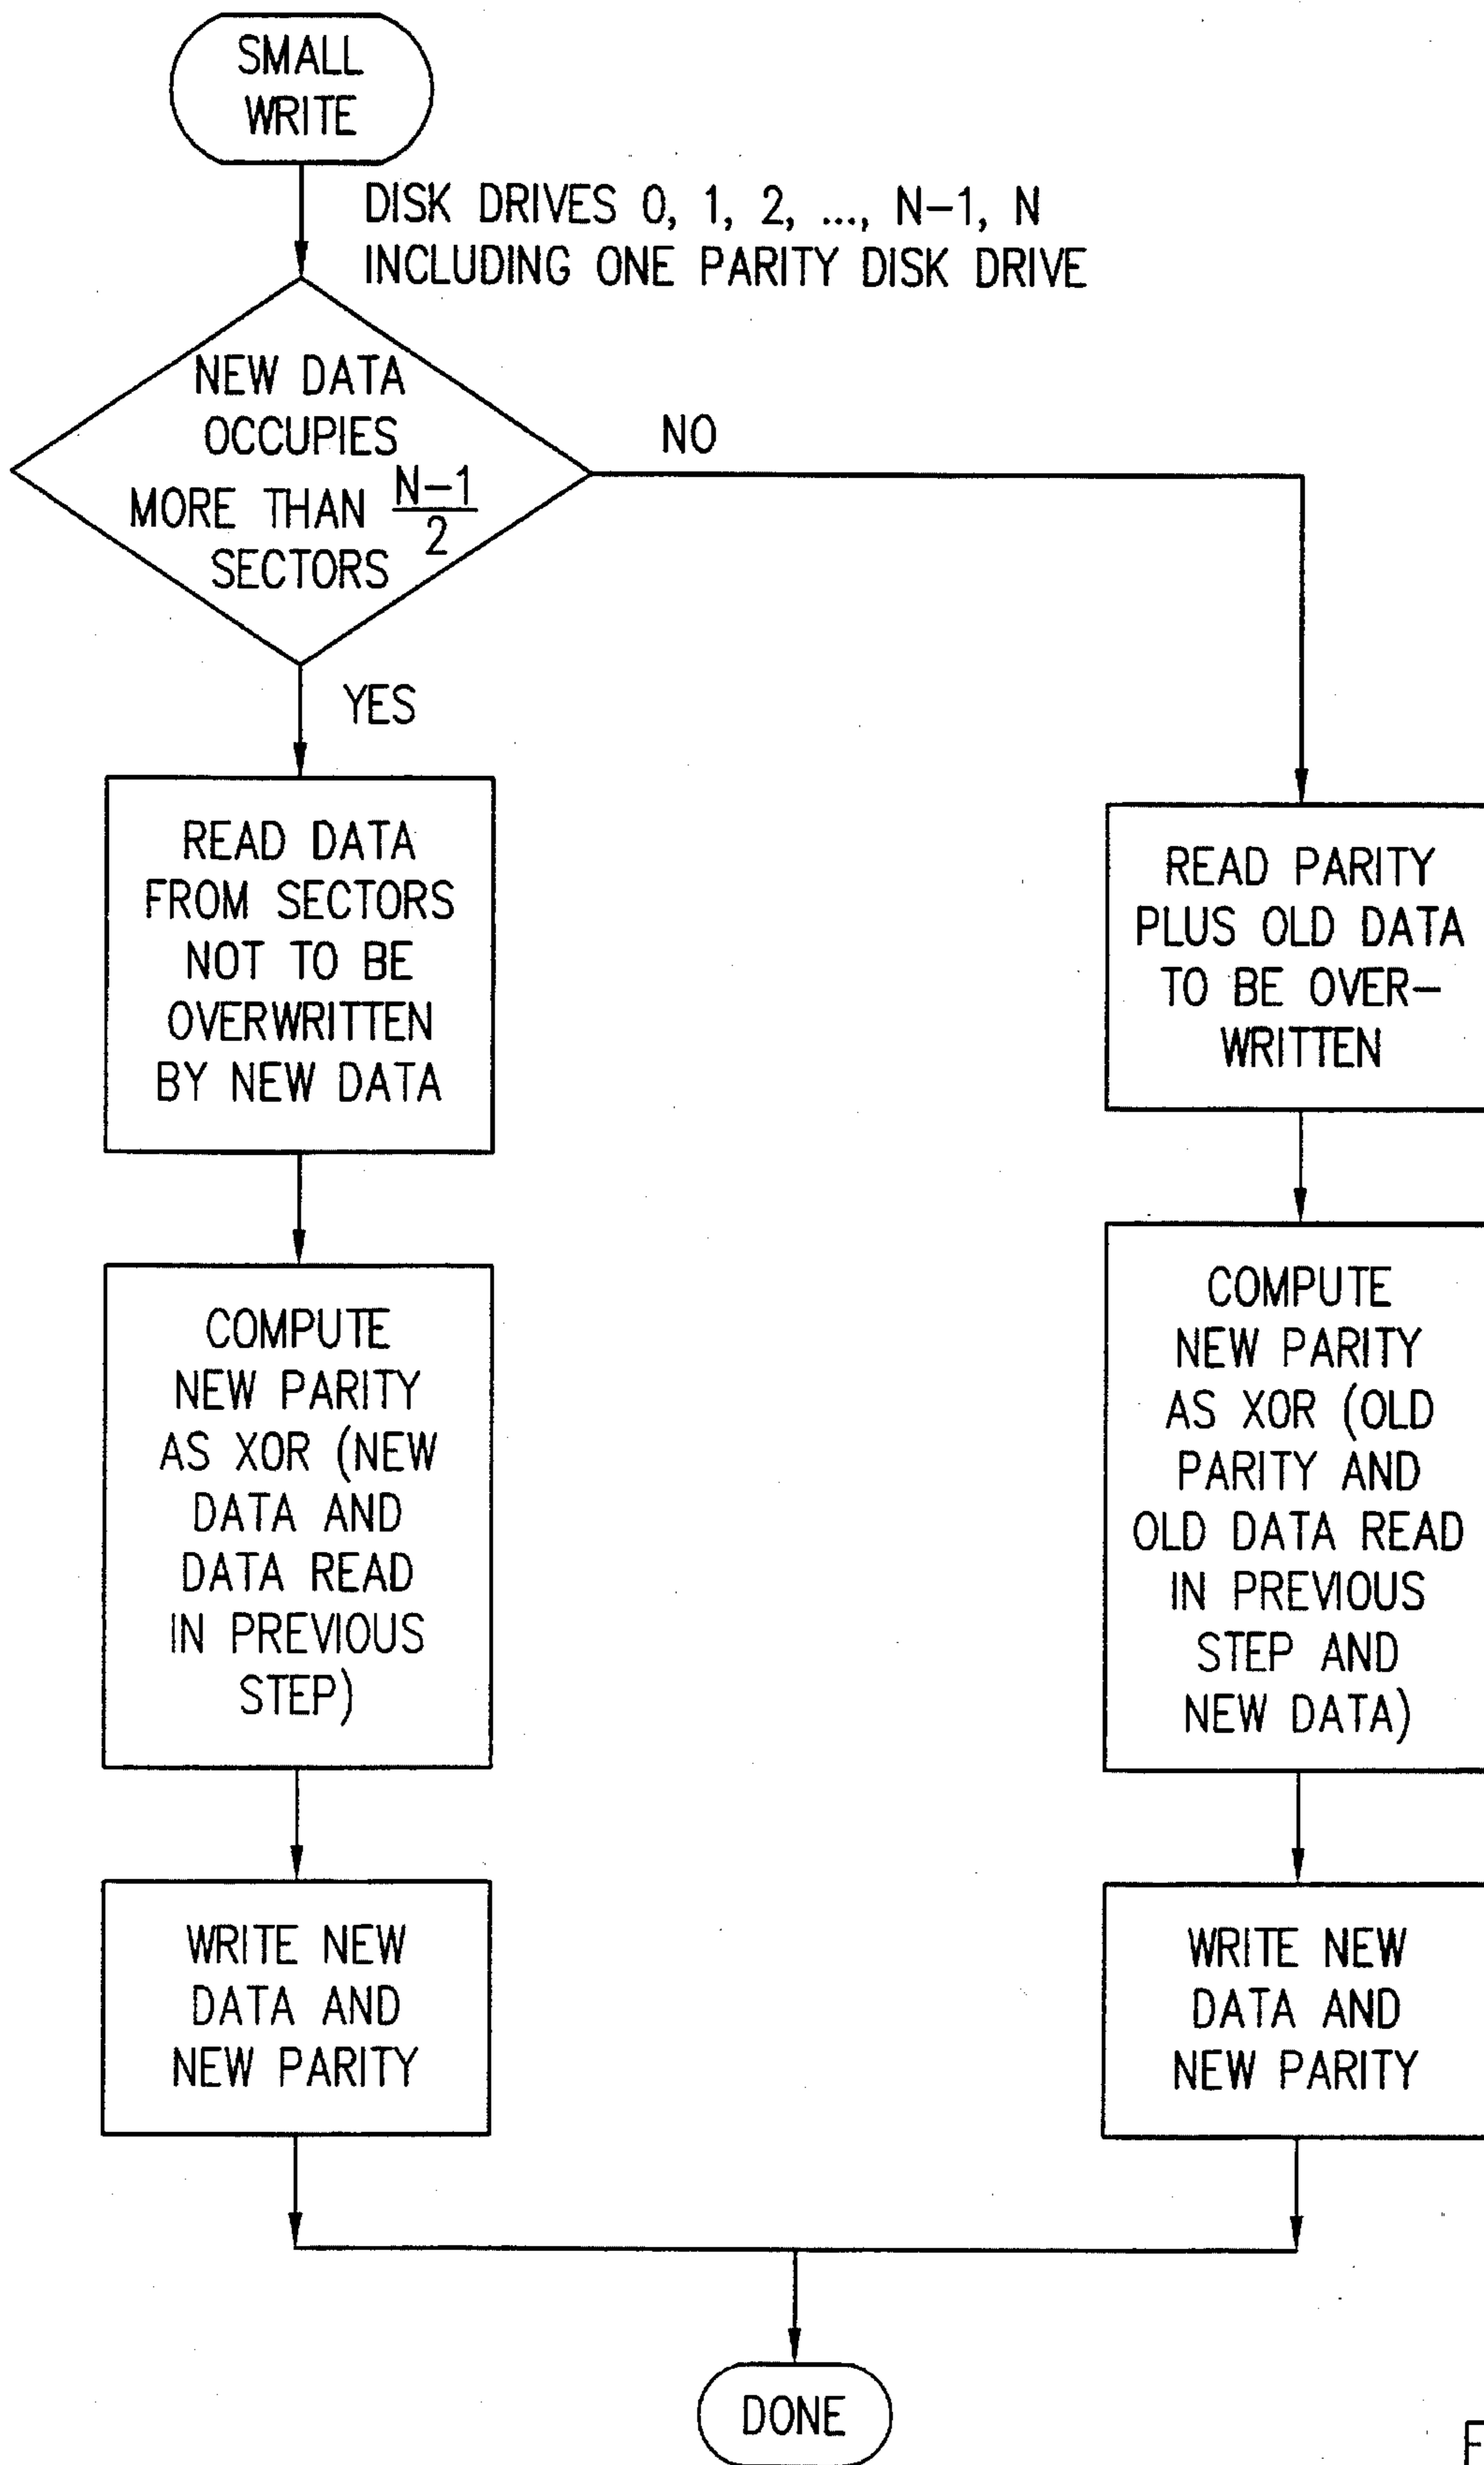 SMALL
WRITE
DISK DRIVES 0, 1, 2, ..., N-1, N
INCLUDING ONE PARITY DISK DRIVE
NEW DATA
OCCUPIES
MORE THAN N-1/2
SECTORS
NO
YES
READ DATA
FROM SECTORS
NOT TO BE
OVERWRITTEN
BY NEW DATA
COMPUTE
NEW PARITY
AS XOR (NEW
DATA AND
DATA READ
IN PREVIOUS
STEP)
WRITE NEW
DATA AND
NEW PARITY
READ PARITY
PLUS OLD DATA
TO BE OVER-
WRITTEN
COMPUTE
NEW PARITY
AS XOR (OLD
PARITY AND
OLD DATA READ
IN PREVIOUS
STEP AND
NEW DATA)
WRITE NEW
DATA AND
NEW PARITY
DONE